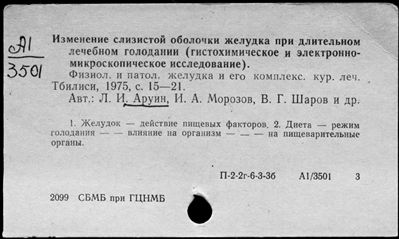 А1
3501
Изменение слизистой оболочки желудка при длительном
лечебном голодании (гистохимическое и электронно-
микроскопическое исследование).
Физиол. и патол. желудка и его комплекс. кур. леч.
Тбилиси, 1975, с. 15—21.
Авт.: Л. И. Аруин, И. А. Морозов, В. Г. Шаров и др.
1. Желудок — действие пищевых факторов. 2. Диета — режим
голодания — — влияние на организм — — — на пищеварительные
органы.
П-2-2г-6-3-3б А1/3501 3
2099 СБМБ при ГЦНМБ